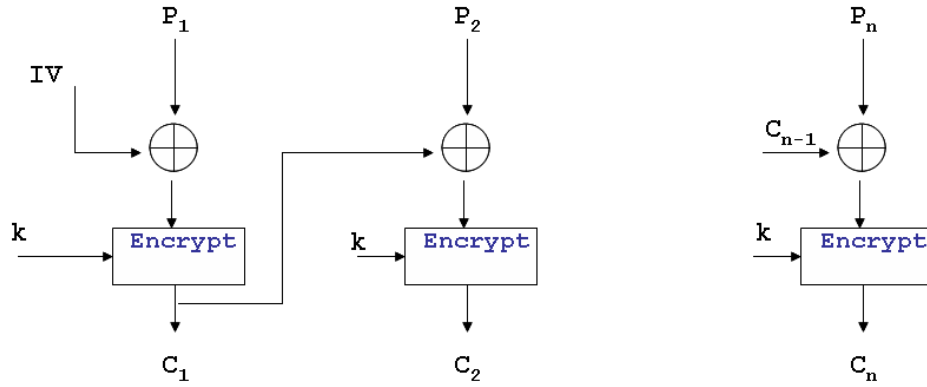 P1 P2 Pn
IV
Cn-1
k k k
Encrypt Encrypt Encrypt
C1 C2 Cn